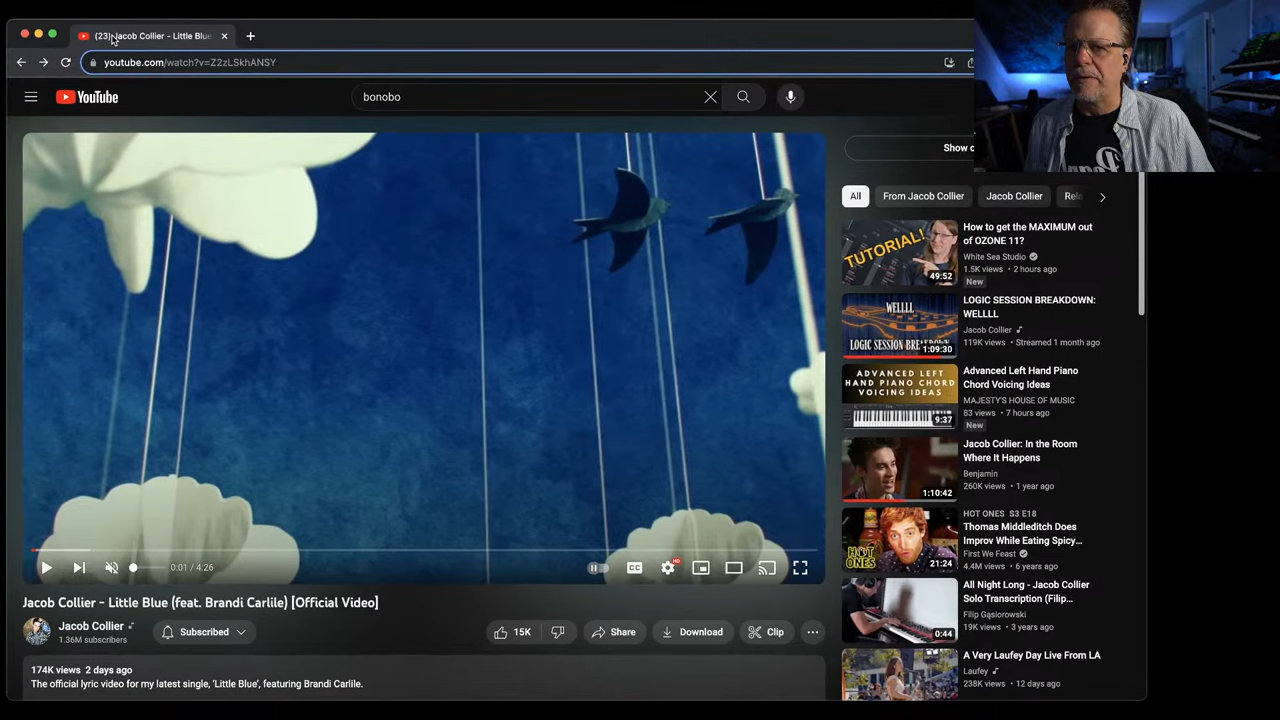 (23) Jacob Collier - Little Blue
youtube.com/watch?v=Z2zLSkhANSY
YouTube
bonobo
Show
All
From Jacob Collier
Jacob Collier
TUTORIAL!
49:52
How to get the MAXIMUM out
of OZONE 11?
White Sea Studio
1.5K views • 2 hours ago
New
WELLLL
LOGIC SESSION
1:09:30
LOGIC SESSION BREAKDOWN:
WELLLL
Jacob Collier
119K views • Streamed 1 month ago
ADVANCED LEFT
HAND PIANO
CHORD
VOICING IDEAS
9:37
Advanced Left Hand Piano
Chord Voicing Ideas
MAJESTY'S HOUSE OF MUSIC
83 views • 7 hours ago
New
1:10:42
Jacob Collier: In the Room
Where It Happens
Benjamin
260K views • 1 year ago
HOT ONES
21:24
HOT ONES S3 E18
Thomas Middleditch Does
Improv While Eating Spicy...
First We Feast
4.4M views • 6 years ago
0:44
All Night Long - Jacob Collier
Solo Transcription (Filip...
Filip Gąsiorowski
19K views • 3 years ago
A Very Laufey Day Live From LA
Laufey
238K views • 12 days ago
0:01 / 4:26
CC
HD
Jacob Collier - Little Blue (feat. Brandi Carlile) [Official Video]
Jacob Collier
1.36M subscribers
Subscribed
15K
Share
Download
Clip
174K views 2 days ago
The official lyric video for my latest single, 'Little Blue', featuring Brandi Carlile.